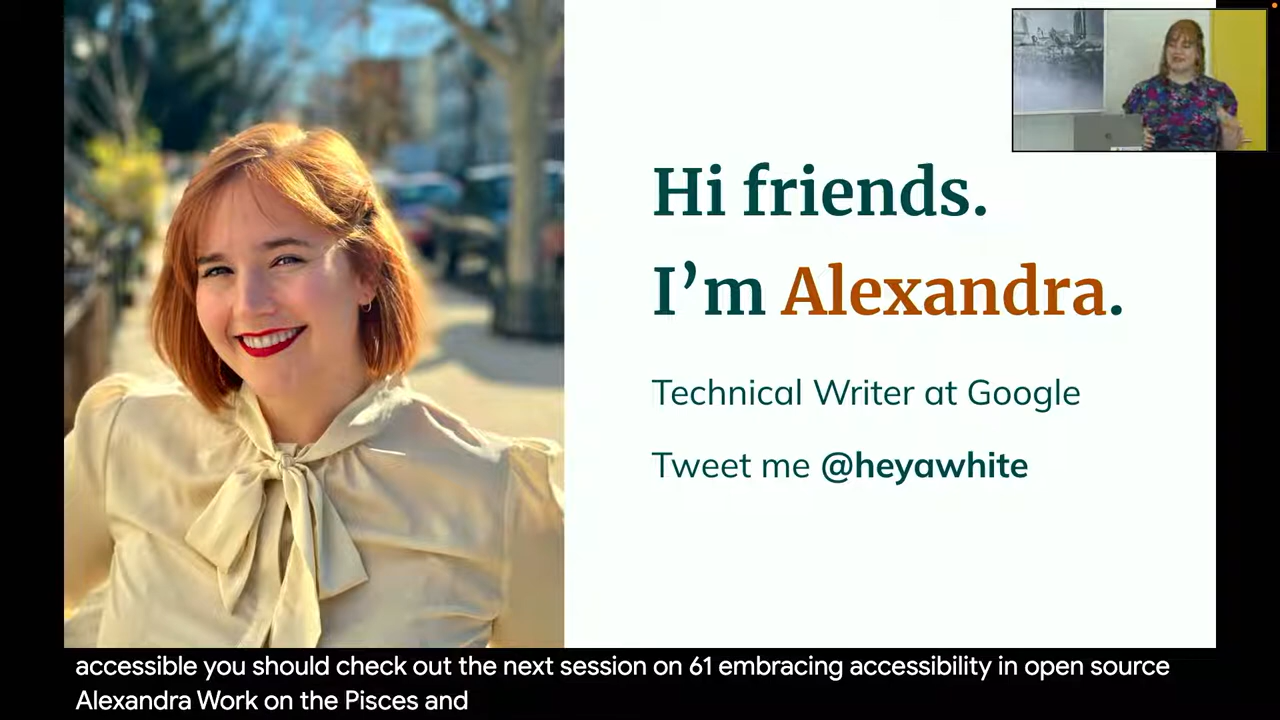 Hi friends.
I’m Alexandra.
Technical Writer at Google
Tweet me @heyawhite
accessible you should check out the next session on 61 embracing accessibility in open source
Alexandra Work on the Pisces and